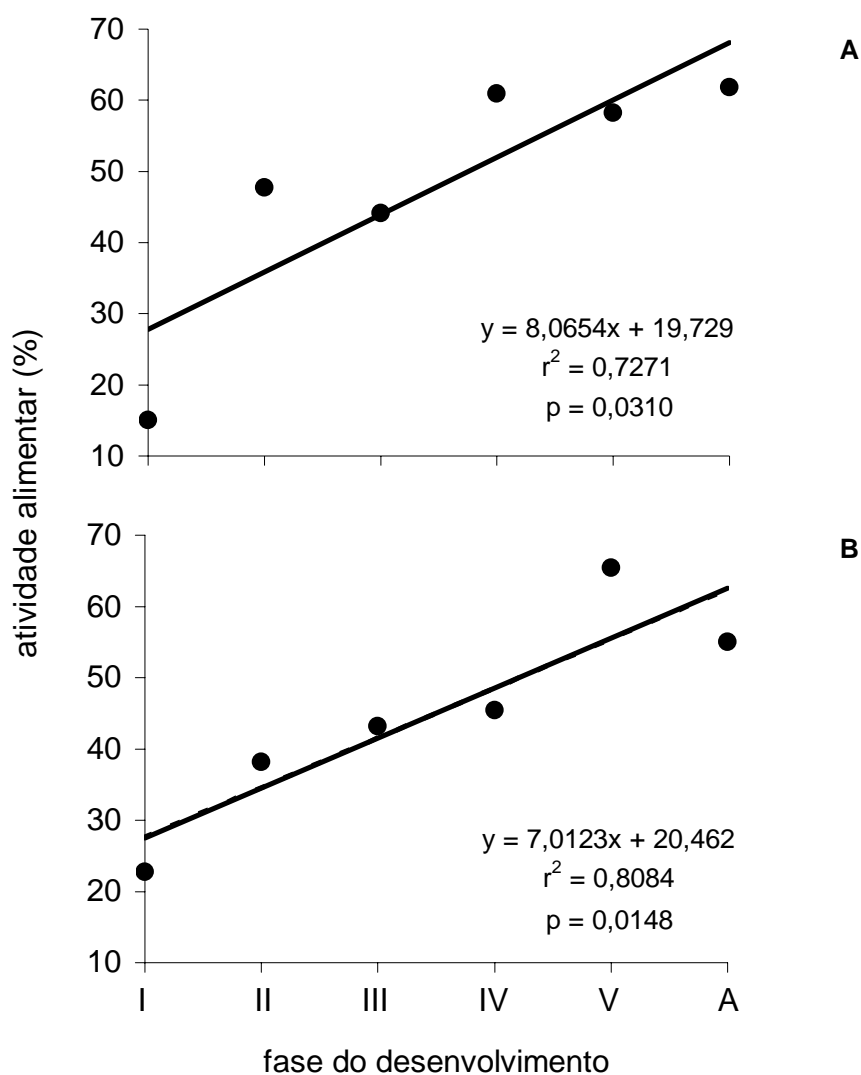 A
70
60
50
40
30
20
10
y = 8,0654x + 19,729
r² = 0,7271
p = 0,0310
atividade alimentar (%)
B
70
60
50
40
30
20
10
y = 7,0123x + 20,462
r² = 0,8084
p = 0,0148
I II III IV V A
fase do desenvolvimento